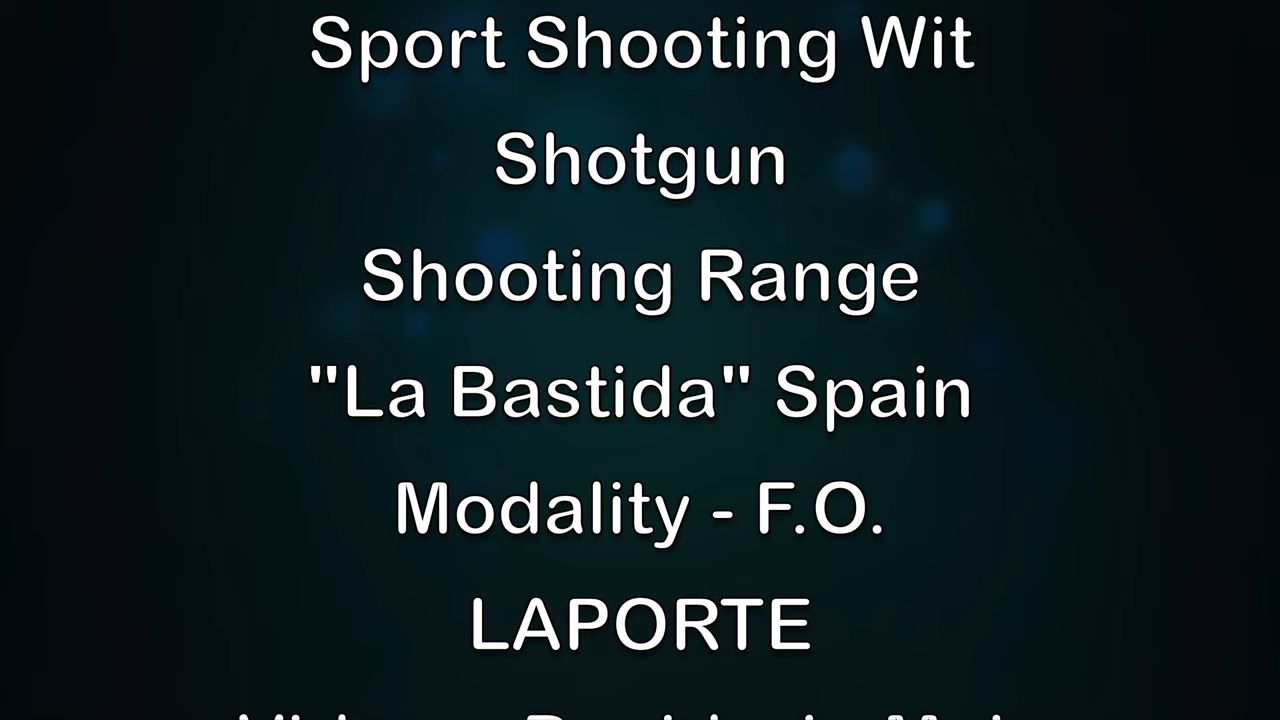 Sport Shooting Wit
Shotgun
Shooting Range
"La Bastida" Spain
Modality - F.O.
LAPORTE